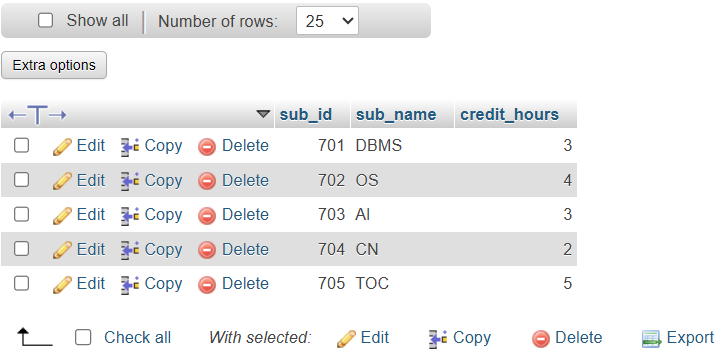 Show all Number of rows: 25
Extra options
sub_id sub_name credit_hours
Edit Copy Delete 701 DBMS 3
Edit Copy Delete 702 OS 4
Edit Copy Delete 703 AI 3
Edit Copy Delete 704 CN 2
Edit Copy Delete 705 TOC 5
Check all With selected: Edit Copy Delete Export